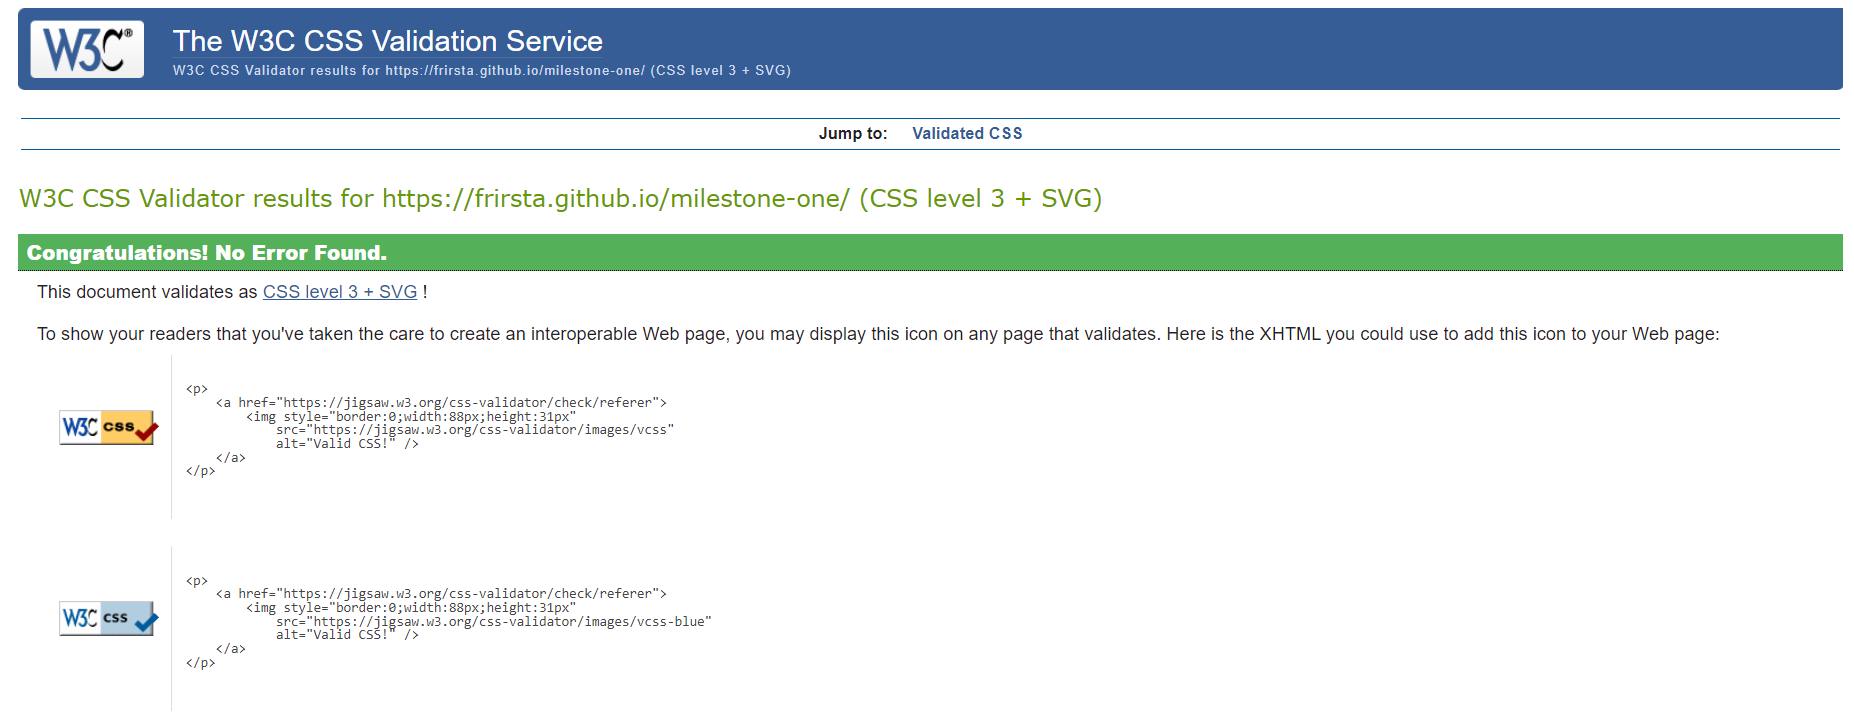 W3C®
The W3C CSS Validation Service
W3C CSS Validator results for https://frirsta.github.io/milestone-one/ (CSS level 3 + SVG)
Jump to: Validated CSS
W3C CSS Validator results for https://frirsta.github.io/milestone-one/ (CSS level 3 + SVG)
Congratulations! No Error Found.
This document validates as CSS level 3 + SVG !
To show your readers that you've taken the care to create an interoperable Web page, you may display this icon on any page that validates. Here is the XHTML you could use to add this icon to your Web page:
W3C css
<p>
    <a href="https://jigsaw.w3.org/css-validator/check/referer">
        <img style="border:0;width:88px;height:31px"
            src="https://jigsaw.w3.org/css-validator/images/vcss"
            alt="Valid CSS!" />
    </a>
</p>
W3C css
<p>
    <a href="https://jigsaw.w3.org/css-validator/check/referer">
        <img style="border:0;width:88px;height:31px"
            src="https://jigsaw.w3.org/css-validator/images/vcss-blue"
            alt="Valid CSS!" />
    </a>
</p>